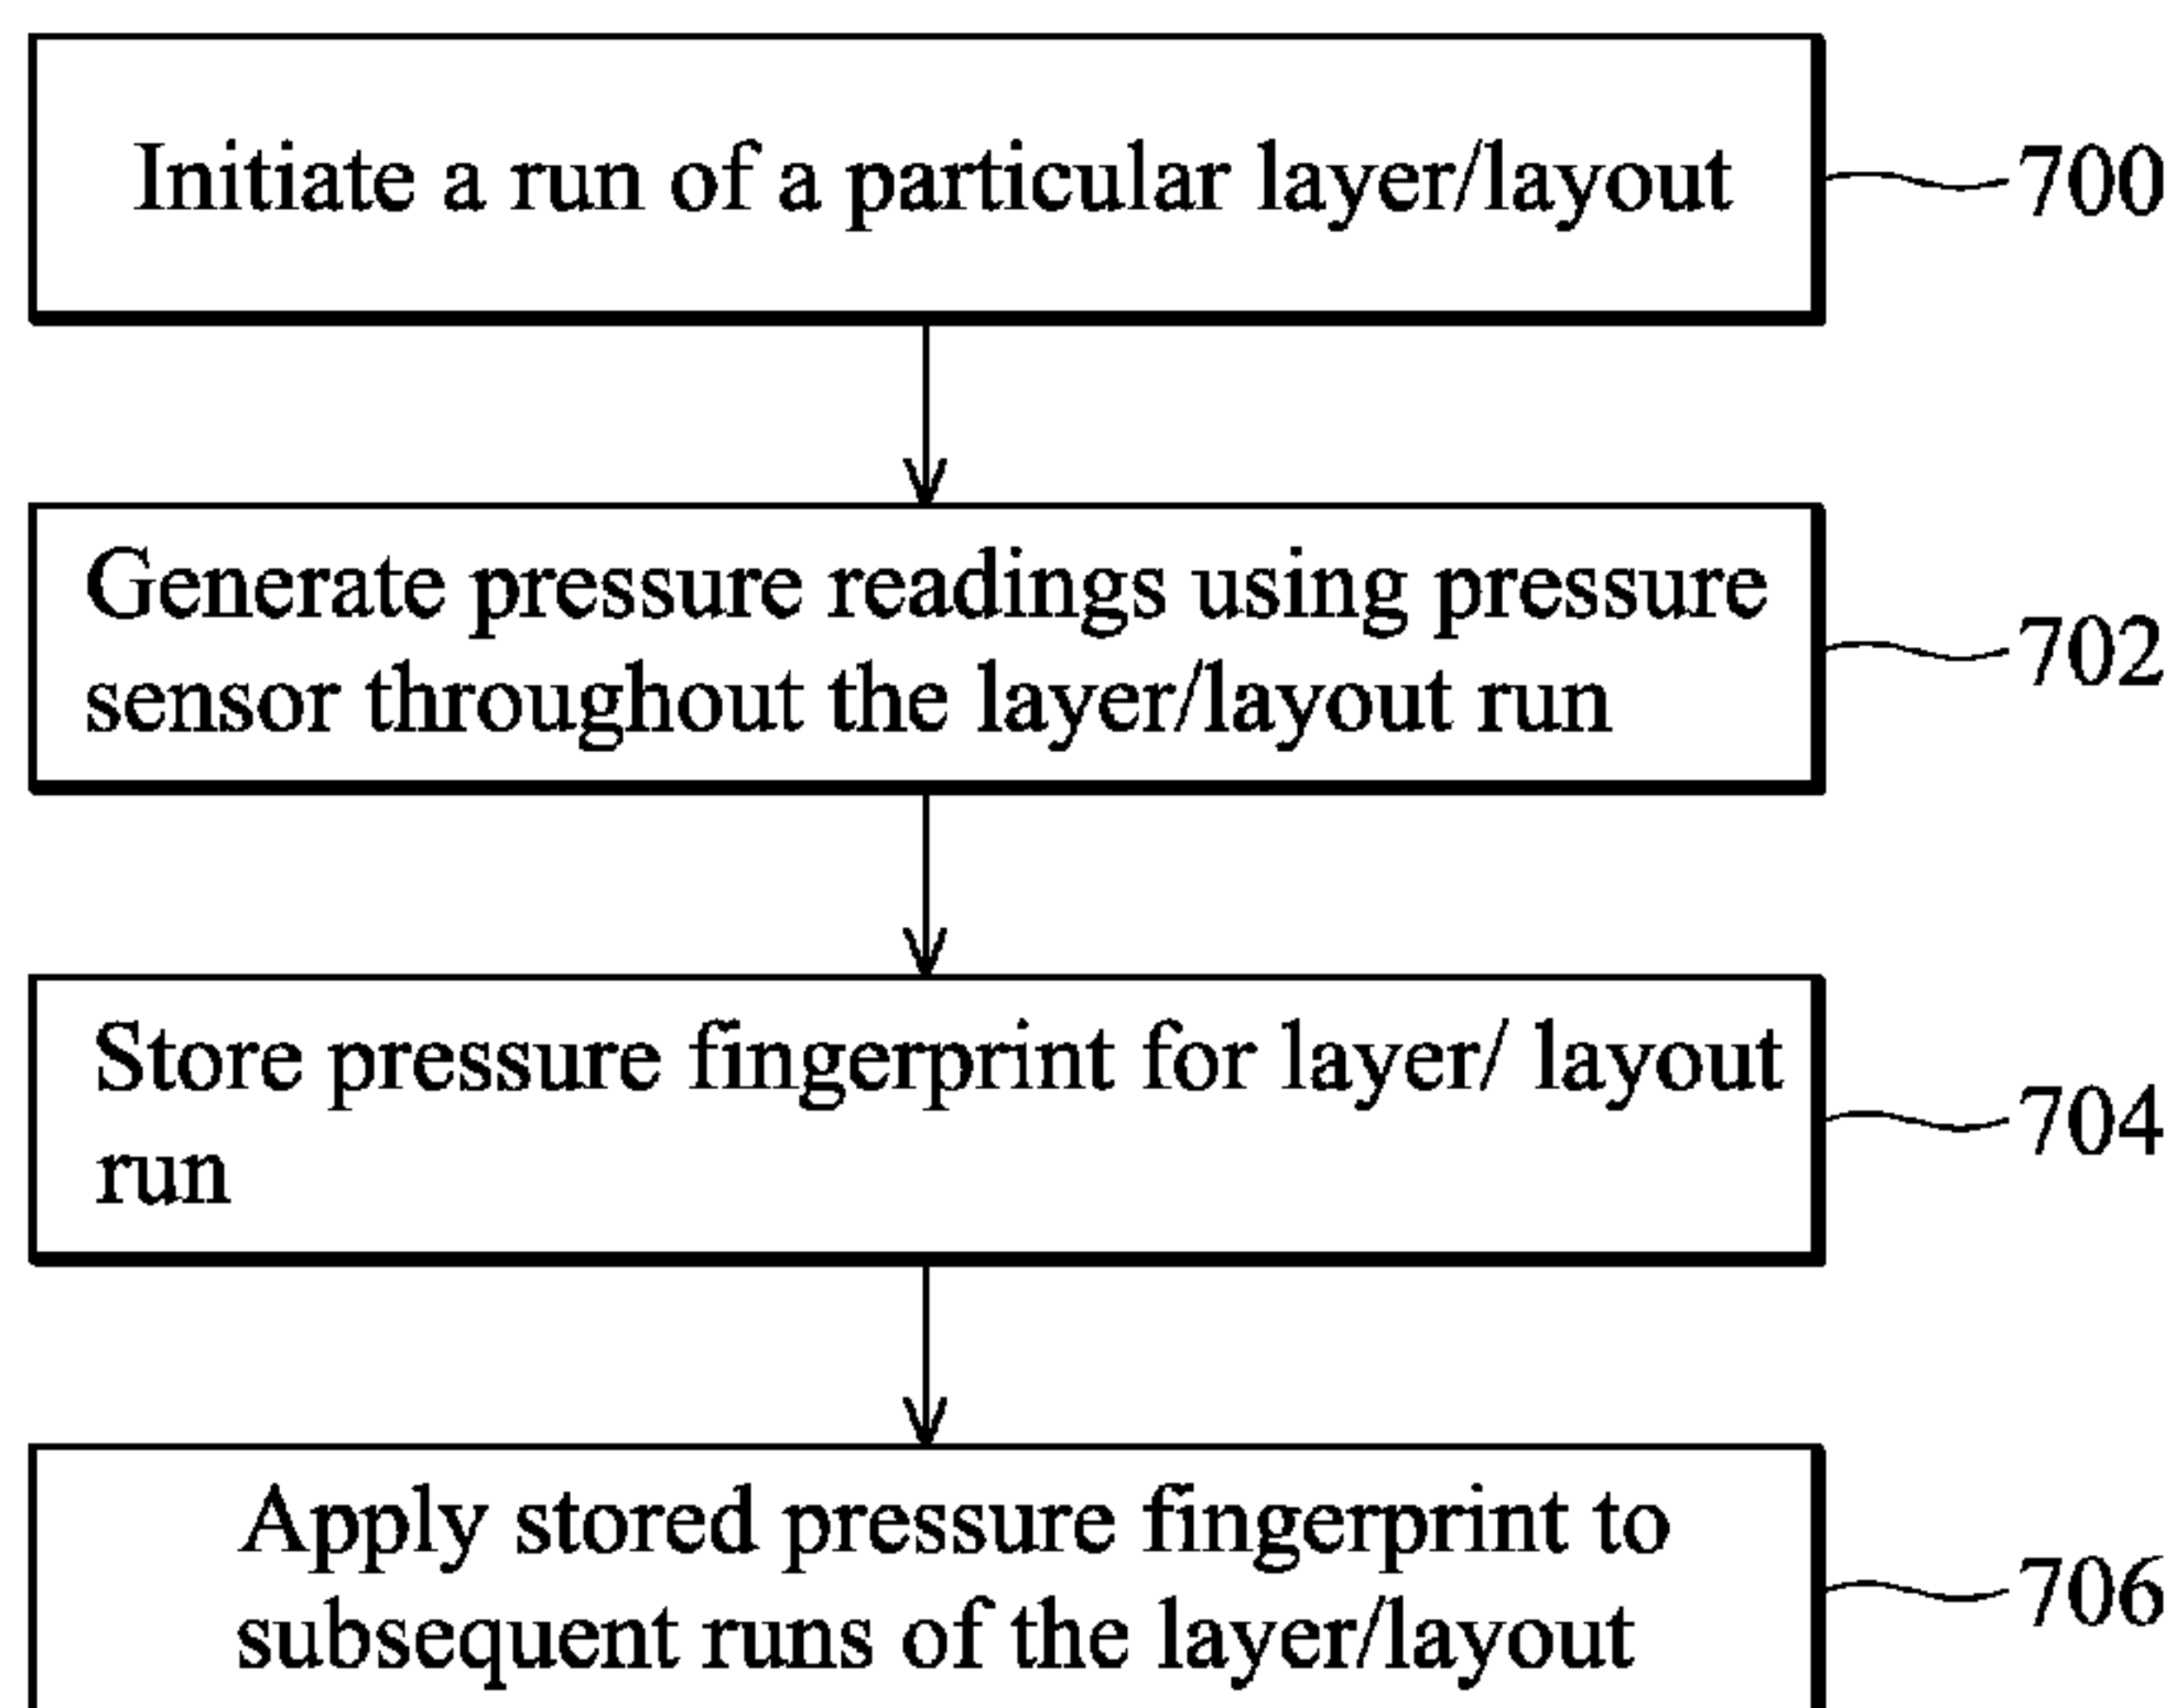 Initiate a run of a particular layer/layout
700
Generate pressure readings using pressure
sensor throughout the layer/layout run
702
Store pressure fingerprint for layer/ layout
run
704
Apply stored pressure fingerprint to
subsequent runs of the layer/layout
706